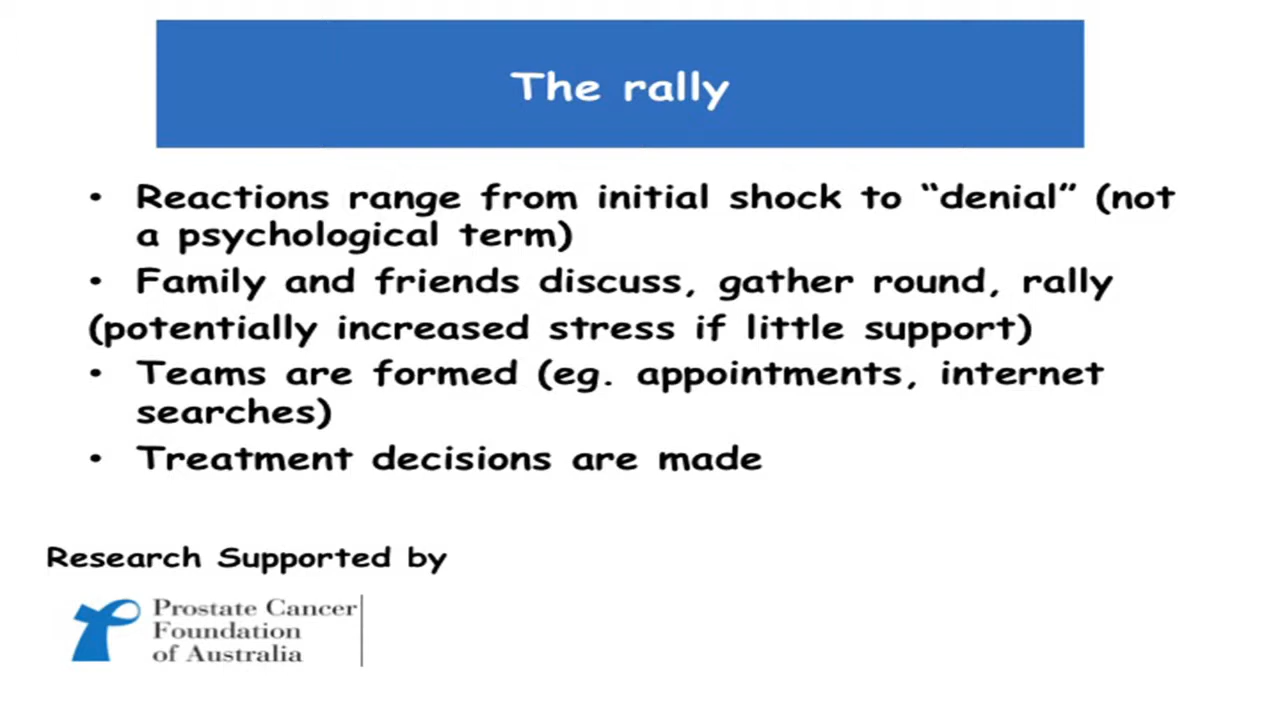 The rally
• Reactions range from initial shock to “denial” (not
a psychological term)
• Family and friends discuss, gather round, rally
(potentially increased stress if little support)
• Teams are formed (eg. appointments, internet
searches)
• Treatment decisions are made
Research Supported by
Prostate Cancer
Foundation
of Australia